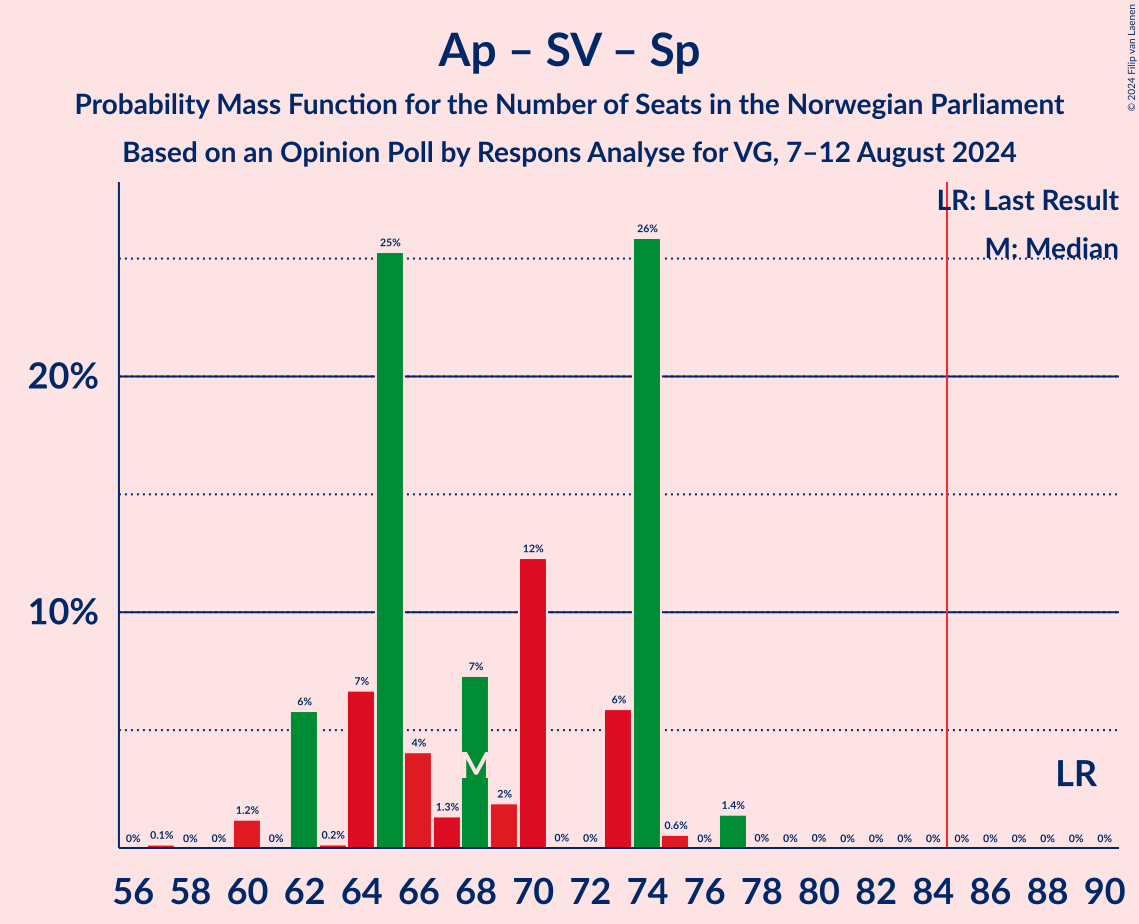 Ap – SV – Sp
Probability Mass Function for the Number of Seats in the Norwegian Parliament
Based on an Opinion Poll by Respons Analyse for VG, 7–12 August 2024
© 2024 Filip van Laenen
LR: Last Result
M: Median
20%
10%
0% 0.1% 0% 0% 1.2% 0% 6% 0.2% 7% 25% 4% 1.3% 7% 2% 12% 0% 0% 6% 26% 0.6% 0% 1.4% 0% 0% 0% 0% 0% 0% 0% 0% 0% 0% 0% 0% 0%
M
LR
56 58 60 62 64 66 68 70 72 74 76 78 80 82 84 86 88 90